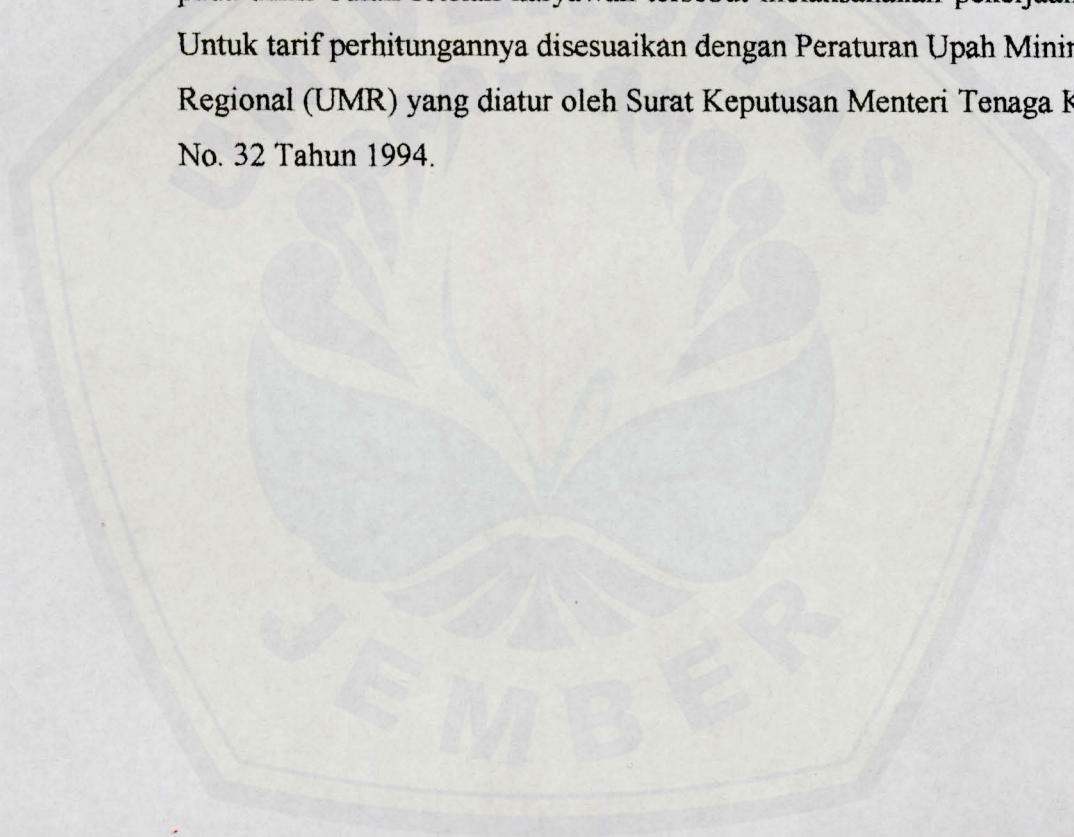 Untuk tarif perhitungannya disesuaikan dengan Peraturan Upah
Regional (UMR) yang diatur oleh Surat Keputusan Menteri Tenaga
No. 32 Tahun 1994.
UNIVERSITAS
JEMBER